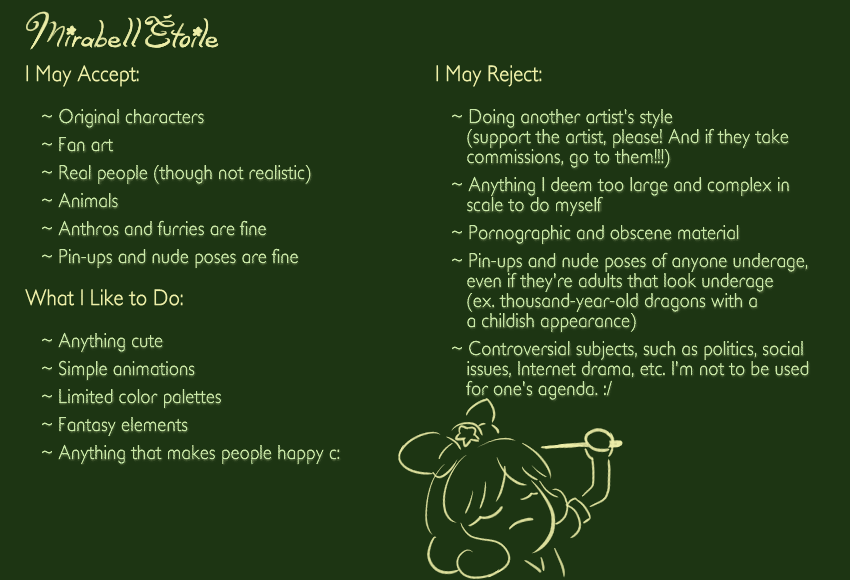 Mirabell Étoile
I May Accept:
~ Original characters
~ Fan art
~ Real people (though not realistic)
~ Animals
~ Anthros and furries are fine
~ Pin-ups and nude poses are fine
What I Like to Do:
~ Anything cute
~ Simple animations
~ Limited color palettes
~ Fantasy elements
~ Anything that makes people happy c:
I May Reject:
~ Doing another artist's style
(support the artist, please! And if they take
commissions, go to them!!!)
~ Anything I deem too large and complex in
scale to do myself
~ Pornographic and obscene material
~ Pin-ups and nude poses of anyone underage,
even if they're adults that look underage
(ex. thousand-year-old dragons with a
a childish appearance)
~ Controversial subjects, such as politics, social
issues, Internet drama, etc. I'm not to be used
for one's agenda. :/